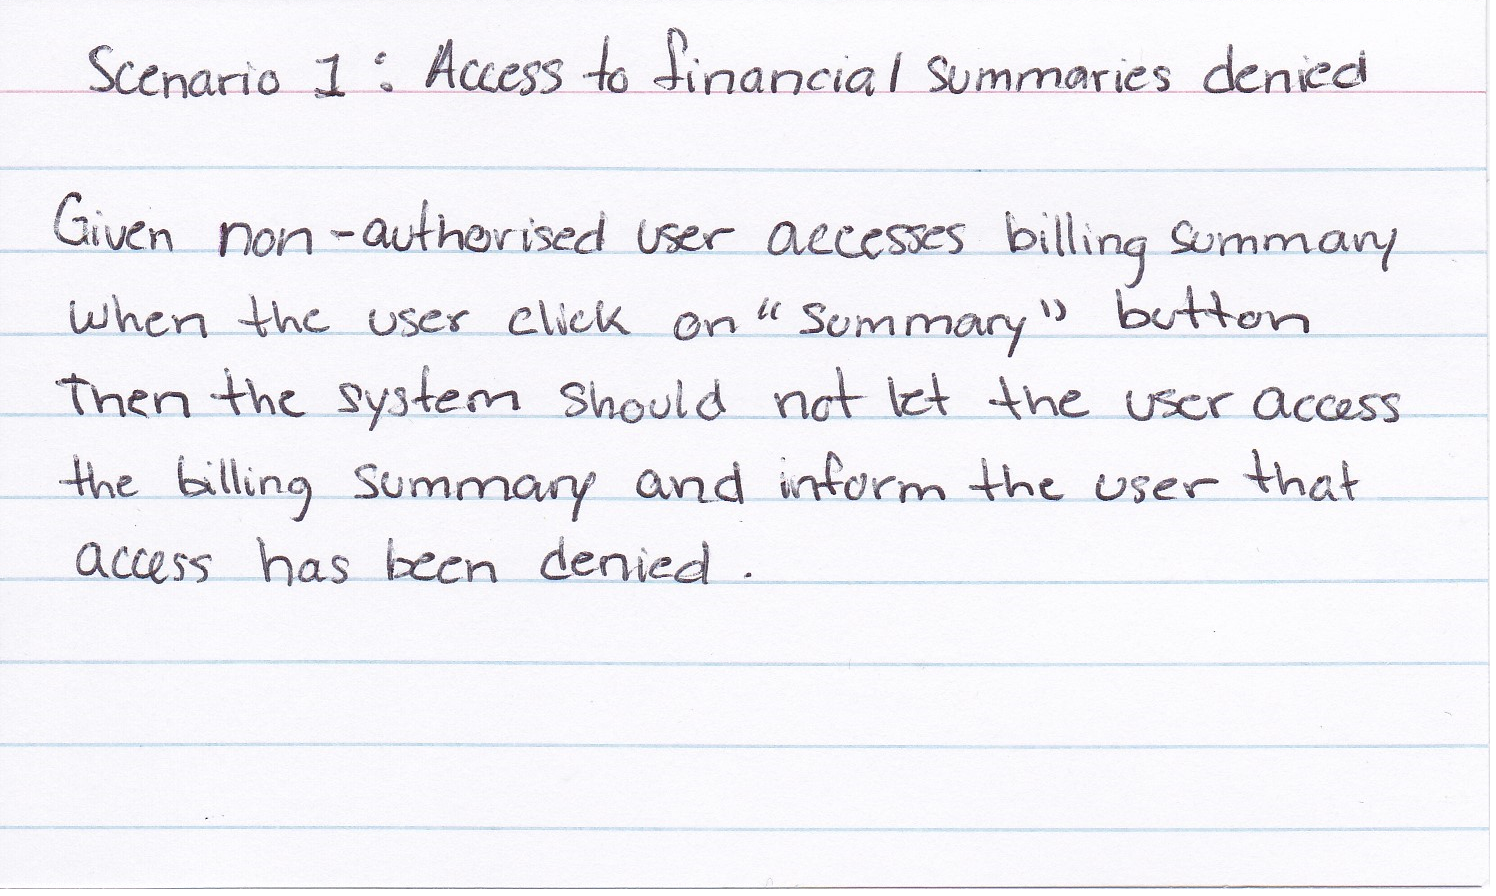 Scenario 1: Access to financial summaries denied
Given non-authorised user accesses billing summary
When the user click on "Summary" button
Then the system should not let the user access
the billing summary and inform the user that
access has been denied.